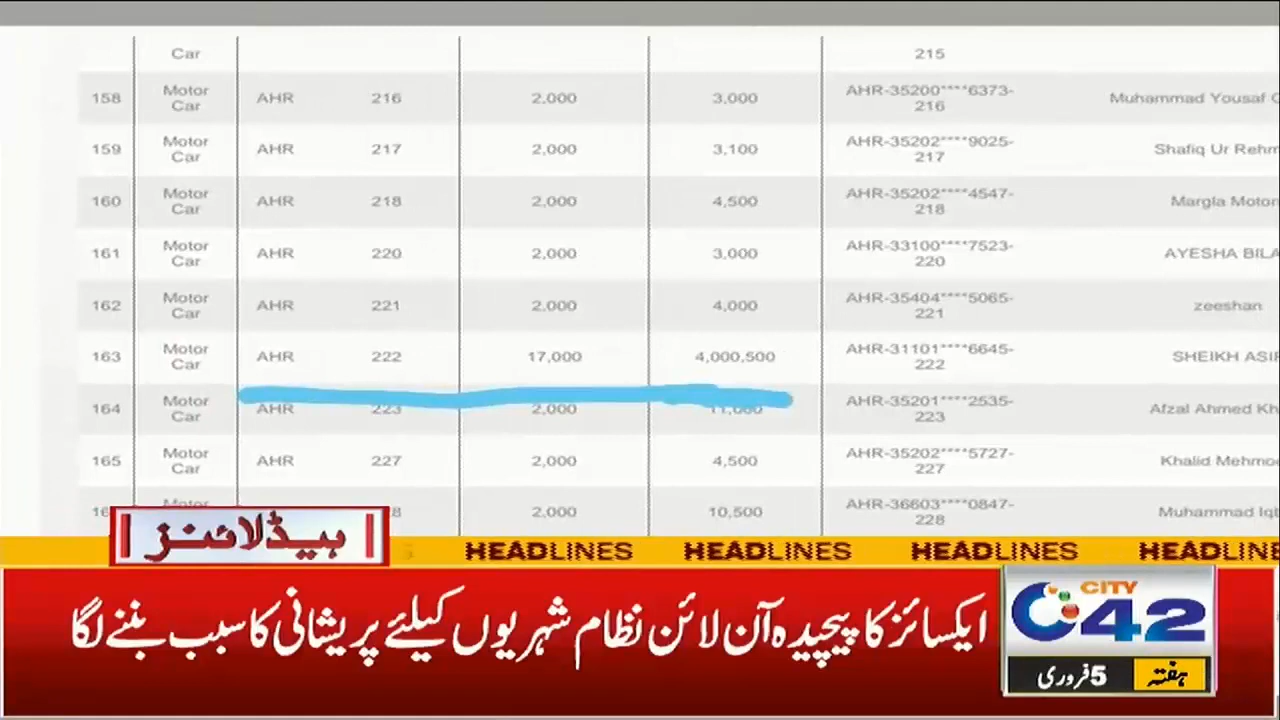 Car 215
158 Motor Car AHR 216 2,000 3,000 AHR-35200****6373-216 Muhammad Yousaf
159 Motor Car AHR 217 2,000 3,100 AHR-35202****9025-217 Shafiq Ur Rehm
160 Motor Car AHR 218 2,000 4,500 AHR-35202****4547-218 Margla Motor
161 Motor Car AHR 220 2,000 3,000 AHR-33100****7523-220 AYESHA BILA
162 Motor Car AHR 221 2,000 4,000 AHR-35404****5065-221 zeeshan
163 Motor Car AHR 222 17,000 4,000,500 AHR-31101****6645-222 SHEIKH ASI
164 Motor Car AHR 223 2,000 11,000 AHR-35201****2535-223 Afzal Ahmed Kh
165 Motor Car AHR 227 2,000 4,500 AHR-35202****5727-227 Khalid Mehmo
16 Motor 8 2,000 10,500 AHR-36603****0847-228 Muhammad Iqb
ہیڈلائنز
HEADLINES HEADLINES HEADLINES HEADLIN
ایکسائز کا پیچیدہ آن لائن نظام شہریوں کیلئے پریشانی کا سبب بننے لگا
CITY
42
ہفتہ 5 فروری